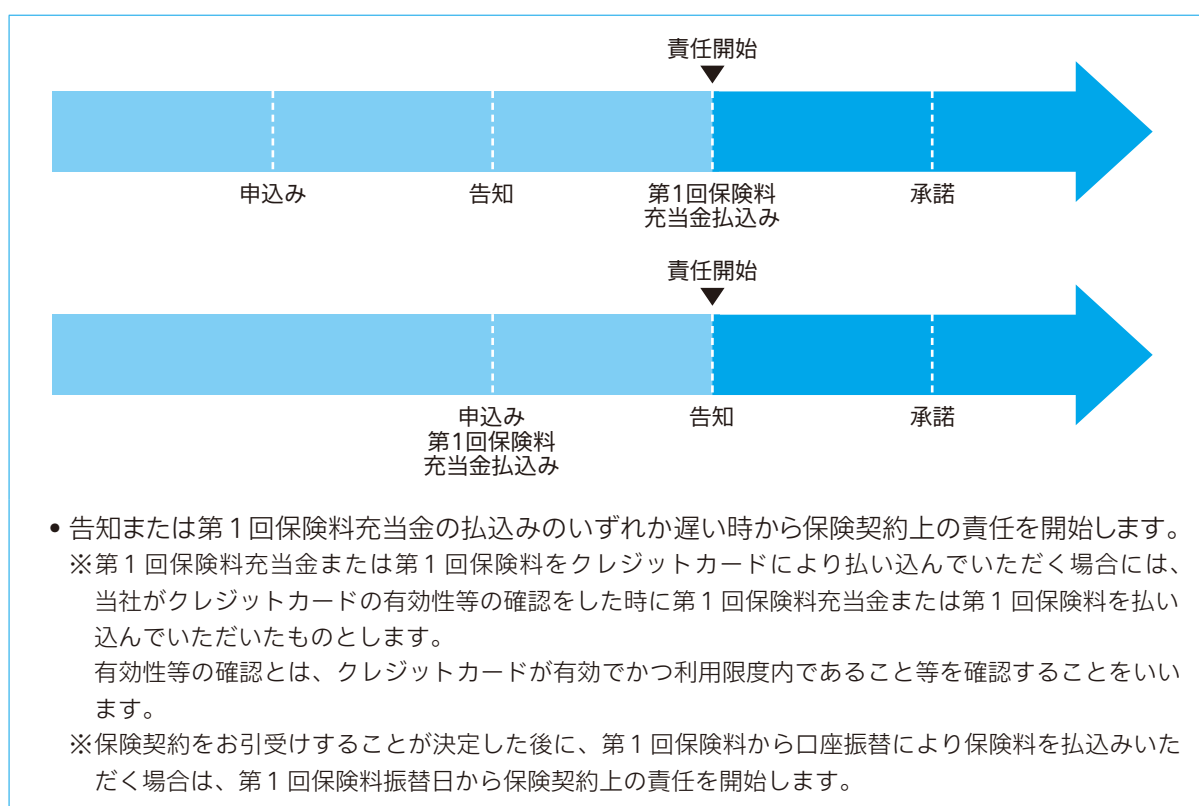 責任開始
▼
申込み 告知 第1回保険料 承諾
充当金払込み
責任開始
▼
申込み 告知 承諾
第1回保険料
充当金払込み
• 告知または第1回保険料充当金の払込みのいずれか遅い時から保険契約上の責任を開始します。
※第1回保険料充当金または第1回保険料をクレジットカードにより払い込んでいただく場合には、
当社がクレジットカードの有効性等の確認をした時に第1回保険料充当金または第1回保険料を払い
込んでいただいたものとします。
有効性等の確認とは、クレジットカードが有効でかつ利用限度内であること等を確認することをいい
ます。
※保険契約をお引受けすることが決定した後に、第1回保険料から口座振替により保険料を払込みいた
だく場合は、第1回保険料振替日から保険契約上の責任を開始します。